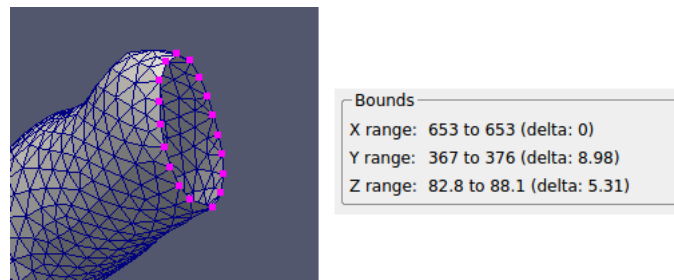 Bounds
X range: 653 to 653 (delta: 0)
Y range: 367 to 376 (delta: 8.98)
Z range: 82.8 to 88.1 (delta: 5.31)